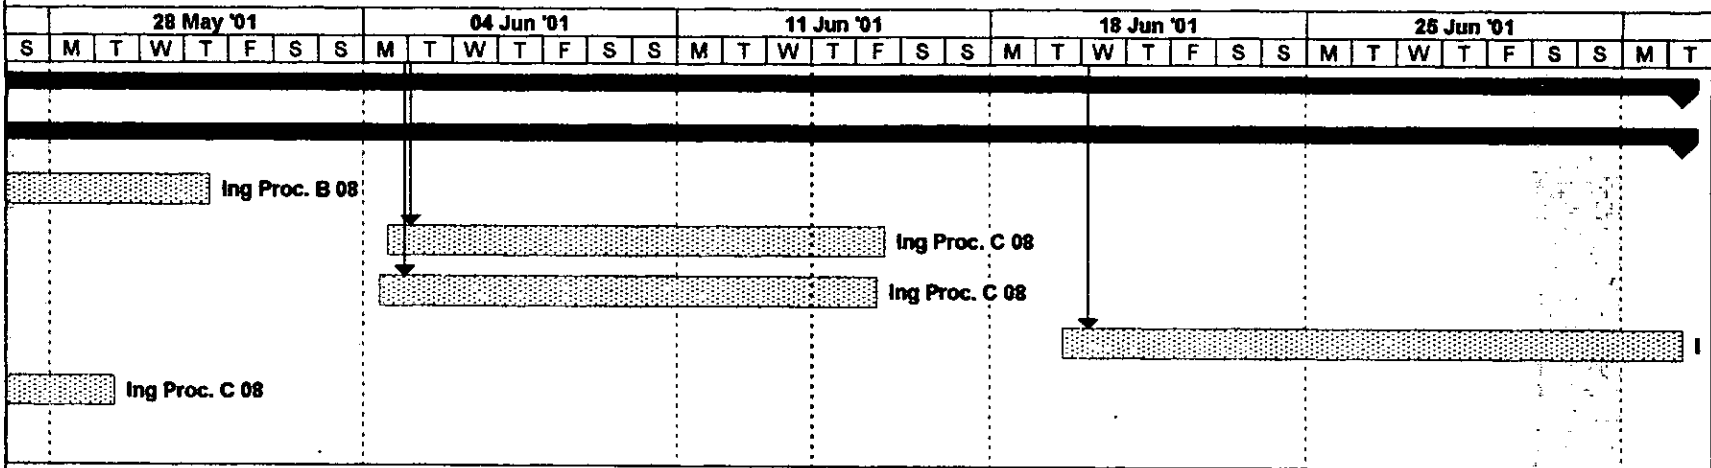 28 May '01 04 Jun '01 11 Jun '01 18 Jun '01 25 Jun '01
S M T W T F S S M T W T F S S M T W T F S S M T W T F S S M T W T F S S M T
Ing Proc. B 08
Ing Proc. C 08
Ing Proc. C 08
I
Ing Proc. C 08